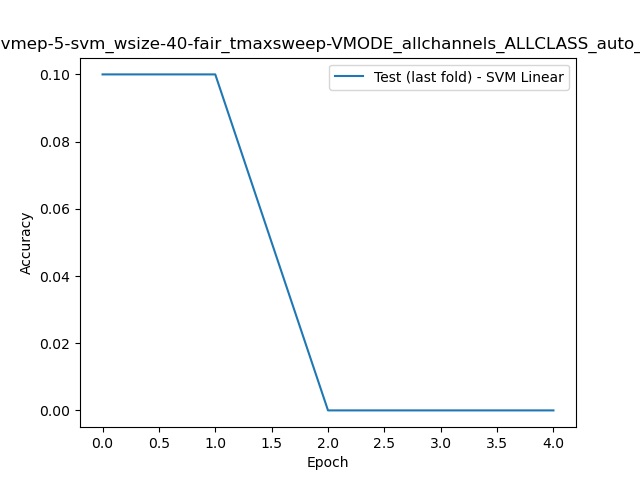 vmep-5-svm_wsize-40-fair_tmaxsweep-VMODE_allchannels_ALLCLASS_auto_
Test (last fold) - SVM Linear
Accuracy
0.10
0.08
0.06
0.04
0.02
0.00
0.0 0.5 1.0 1.5 2.0 2.5 3.0 3.5 4.0
Epoch